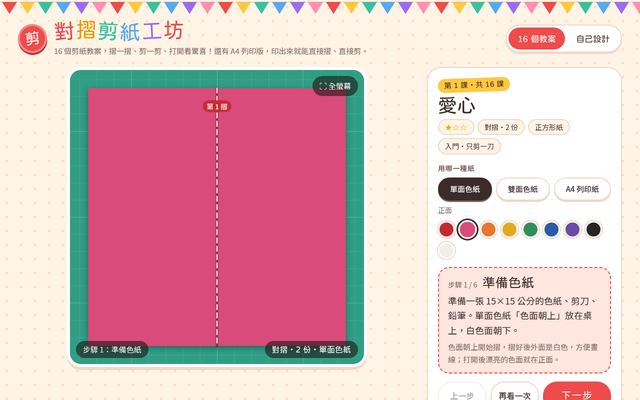 剪
對摺剪紙工坊
16 個剪紙教案，摺一摺、剪一剪、打開看驚喜！還有 A4 列印版，印出來就能直接摺、直接剪。
16 個教案
自己設計
全螢幕
第 1 摺
步驟 1：準備色紙
對摺・2 份・單面色紙
第 1 課・共 16 課
愛心
★☆☆
對摺・2 份
正方形紙
入門・只剪一刀
用哪一種紙
單面色紙
雙面色紙
A4 列印紙
正面
步驟 1 / 6
準備色紙
準備一張 15×15 公分的色紙、剪刀、
鉛筆。單面色紙「色面朝上」放在桌
上，白色面朝下。
色面朝上開始摺，摺好後外面是白色，方便畫
線；打開後漂亮的色面就在正面。
上一步
再看一次
下一步